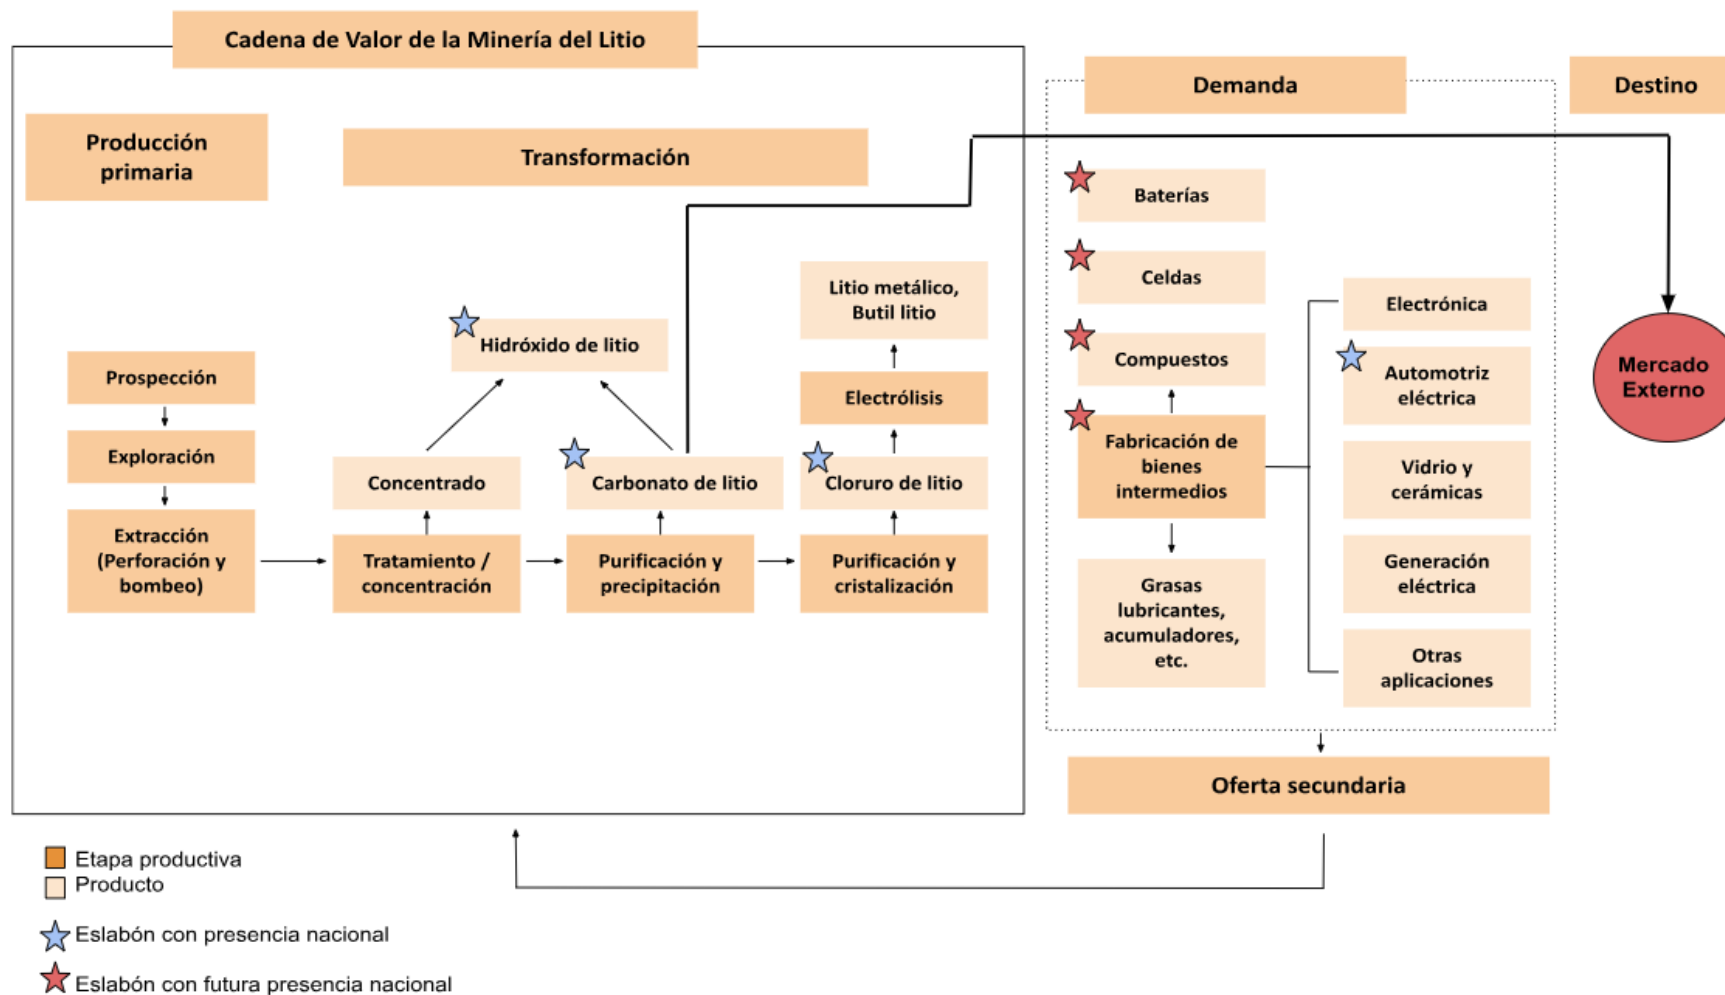 Cadena de Valor de la Minería del Litio
Demanda
Destino
Producción
primaria
Transformación
Prospección
Exploración
Extracción
(Perforación y
bombeo)
Hidróxido de litio
Concentrado
Tratamiento /
concentración
Carbonato de litio
Purificación y
precipitación
Litio metálico,
Butil litio
Electrólisis
Cloruro de litio
Purificación y
cristalización
Baterías
Celdas
Compuestos
Fabricación de
bienes
intermedios
Grasas
lubricantes,
acumuladores,
etc.
Electrónica
Automotriz
eléctrica
Vidrio y
cerámicas
Generación
eléctrica
Otras
aplicaciones
Mercado
Externo
Oferta secundaria
Etapa productiva
Producto
Eslabón con presencia nacional
Eslabón con futura presencia nacional